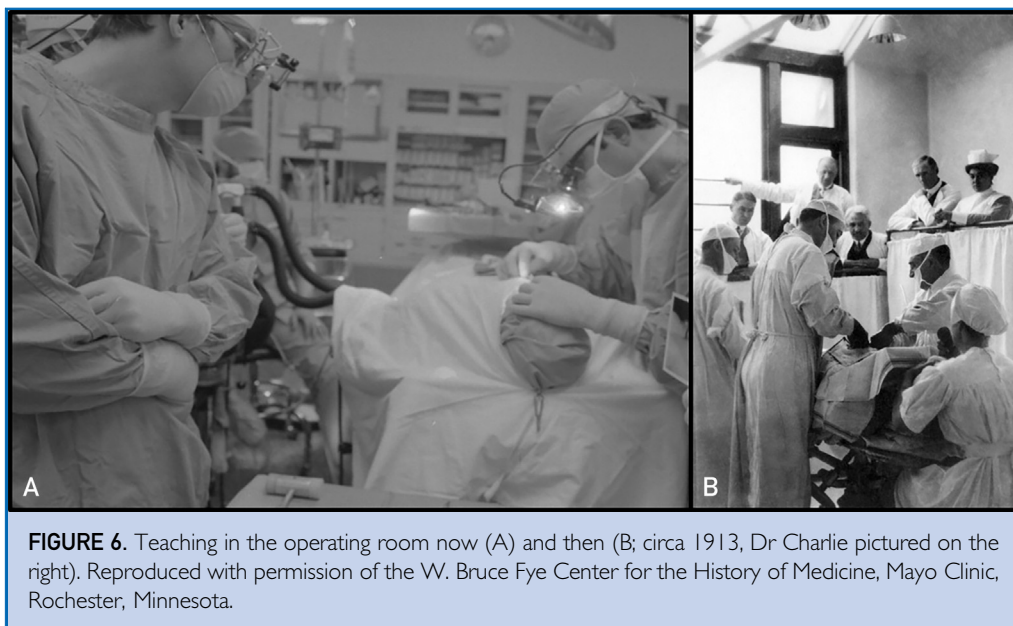 A
B
FIGURE 6. Teaching in the operating room now (A) and then (B; circa 1913, Dr Charlie pictured on the
right). Reproduced with permission of the W. Bruce Fye Center for the History of Medicine, Mayo Clinic,
Rochester, Minnesota.